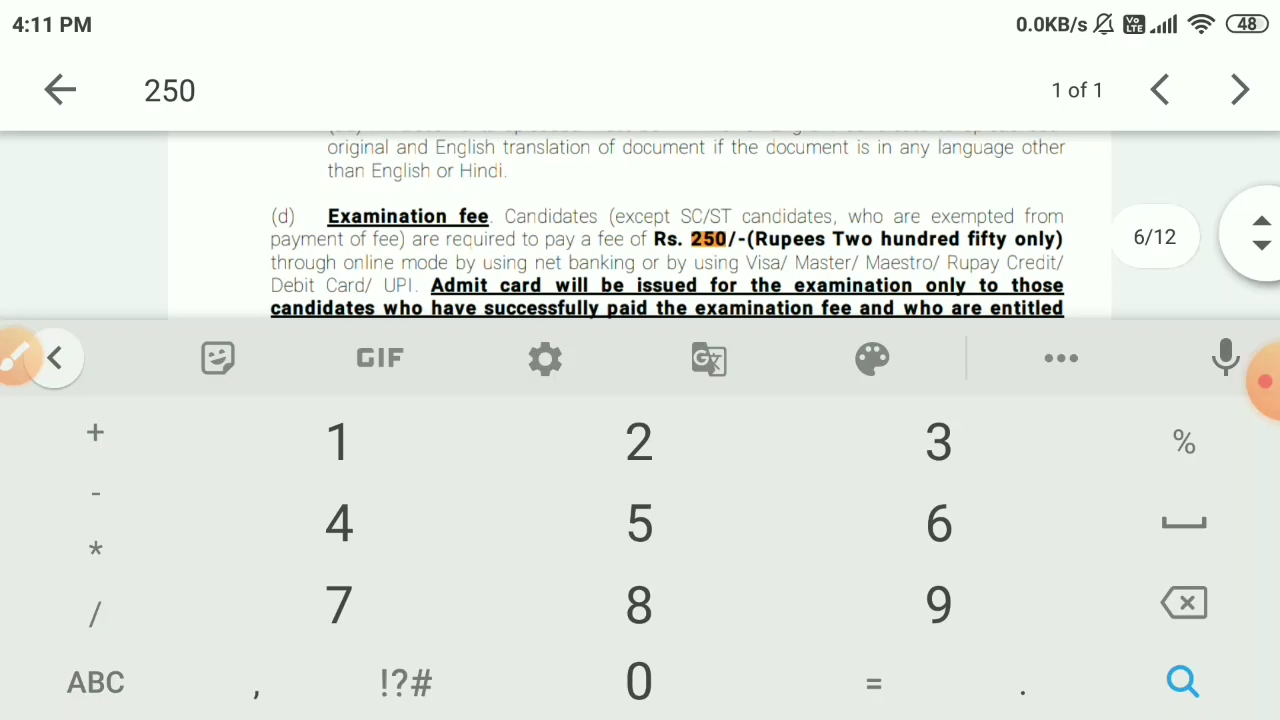 4:11 PM
0.0KB/s Vo LTE 48
250
1 of 1
original and English translation of document if the document is in any language other
than English or Hindi.
(d) Examination fee. Candidates (except SC/ST candidates, who are exempted from
payment of fee) are required to pay a fee of Rs. 250/-(Rupees Two hundred fifty only)
6/12
through online mode by using net banking or by using Visa/ Master/ Maestro/ Rupay Credit/
Debit Card/ UPI. Admit card will be issued for the examination only to those
candidates who have successfully paid the examination fee and who are entitled
GIF
+ 1 2 3 %
-
4 5 6
*
/ 7 8 9
ABC , !?# 0 = .